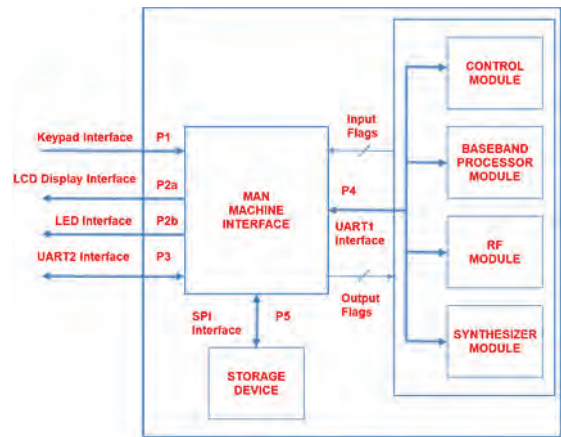 CONTROL
MODULE
Input
Flags
Keypad Interface P1
BASEBAND
PROCESSOR
MODULE
LCD Display Interface P2a
MAN
MACHINE
INTERFACE
P4
LED Interface P2b
UART1
Interface
RF
MODULE
UART2 Interface P3
Output
Flags
SPI
Interface
P5
SYNTHESIZER
MODULE
STORAGE
DEVICE